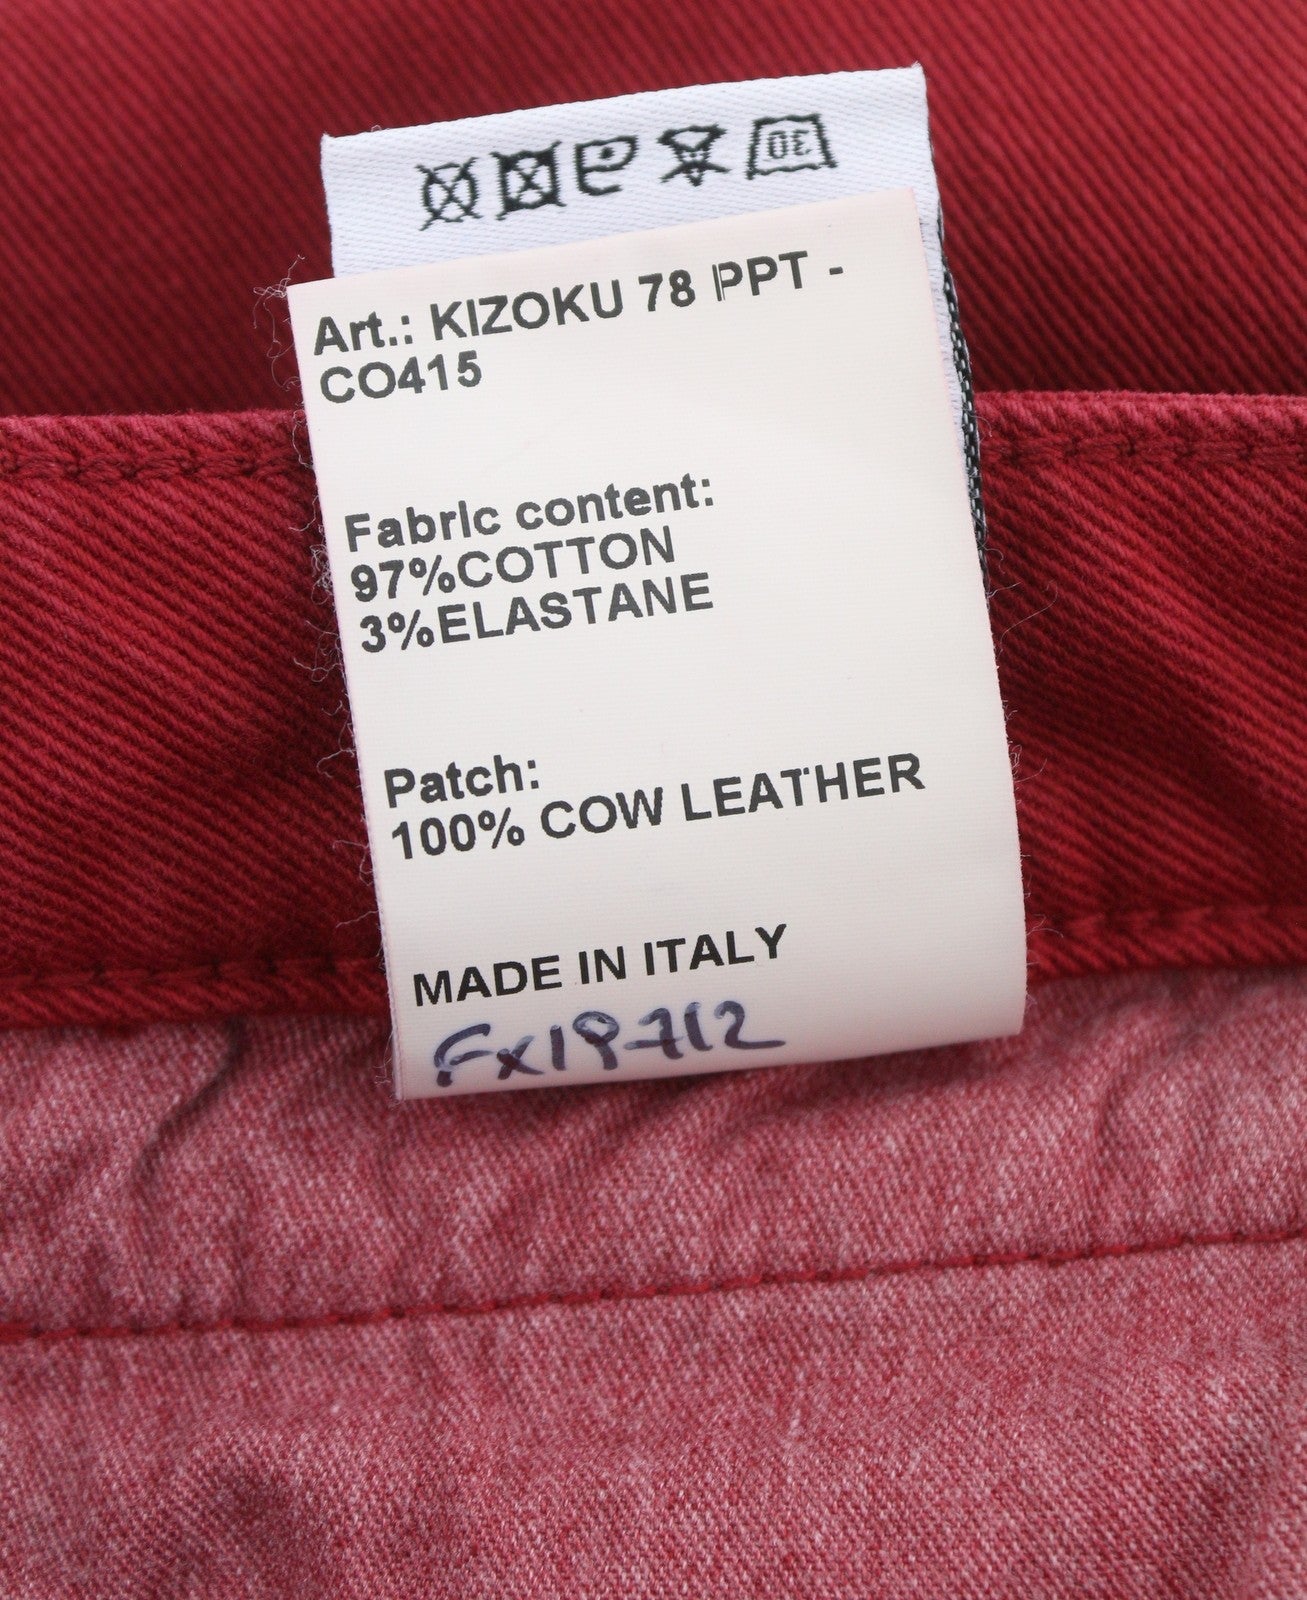 30
Art.: KIZOKU 78 PPT -
CO415
Fabric content:
97%COTTON
3%ELASTANE
Patch:
100% COW LEATHER
MADE IN ITALY
Fx19712